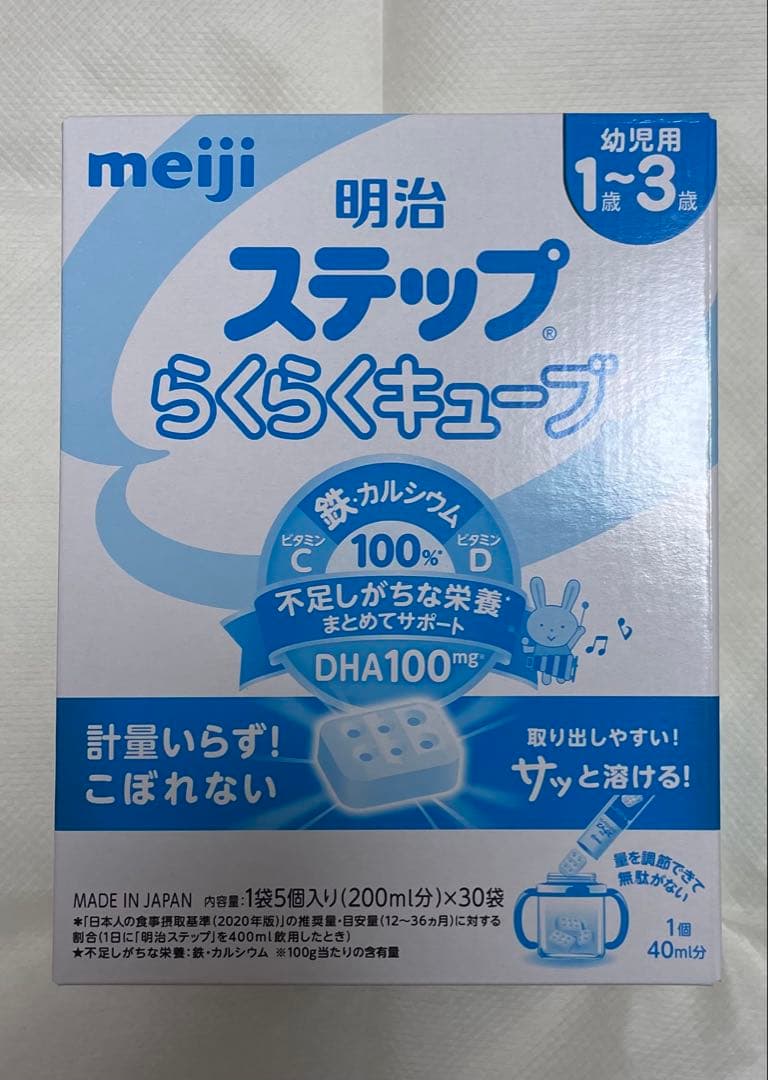 meiji
幼児用
1歳~3歳
明治
ステップ®
らくらくキューブ
鉄・カルシウム
ビタミンC 100%* ビタミンD
不足しがちな栄養★
まとめてサポート
DHA100mg※
計量いらず!
こぼれない
取り出しやすい!
サッと溶ける!
量を調節できて
無駄がない
1個
40ml分
MADE IN JAPAN 内容量:1袋5個入り(200ml分)×30袋
*「日本人の食事摂取基準(2020年版)」の推奨量・目安量(12〜36ヵ月)に対する
割合(1日に「明治ステップ」を400ml飲用したとき)
★不足しがちな栄養:鉄・カルシウム ※100g当たりの含有量